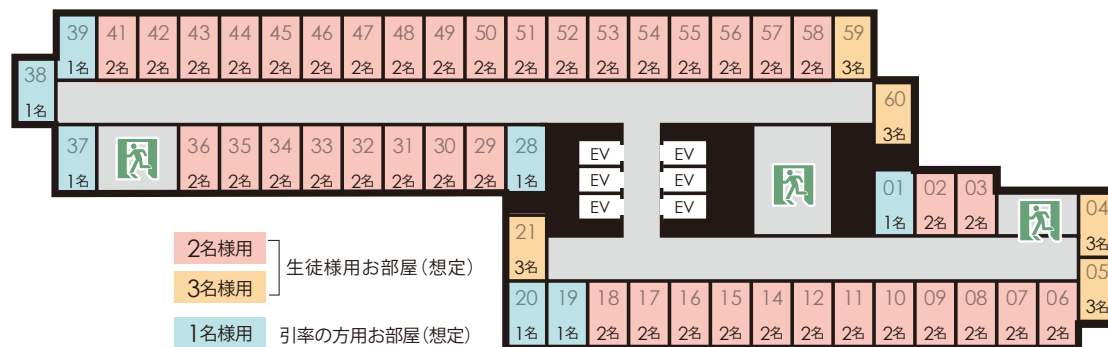 39 41 42 43 44 45 46 47 48 49 50 51 52 53 54 55 56 57 58 59
1名 2名 2名 2名 2名 2名 2名 2名 2名 2名 2名 2名 2名 2名 2名 2名 2名 2名 2名 3名
38
1名
60
3名
37 36 35 34 33 32 31 30 29 28
1名 2名 2名 2名 2名 2名 2名 2名 2名 1名
EV EV
EV EV
EV EV
01 02 03
1名 2名 2名
04
3名
21
3名
05
3名
20 19 18 17 16 15 14 12 11 10 09 08 07 06
1名 1名 2名 2名 2名 2名 2名 2名 2名 2名 2名 2名 2名 2名
2名様用
3名様用
生徒様用お部屋(想定)
1名様用 引率の方用お部屋(想定)